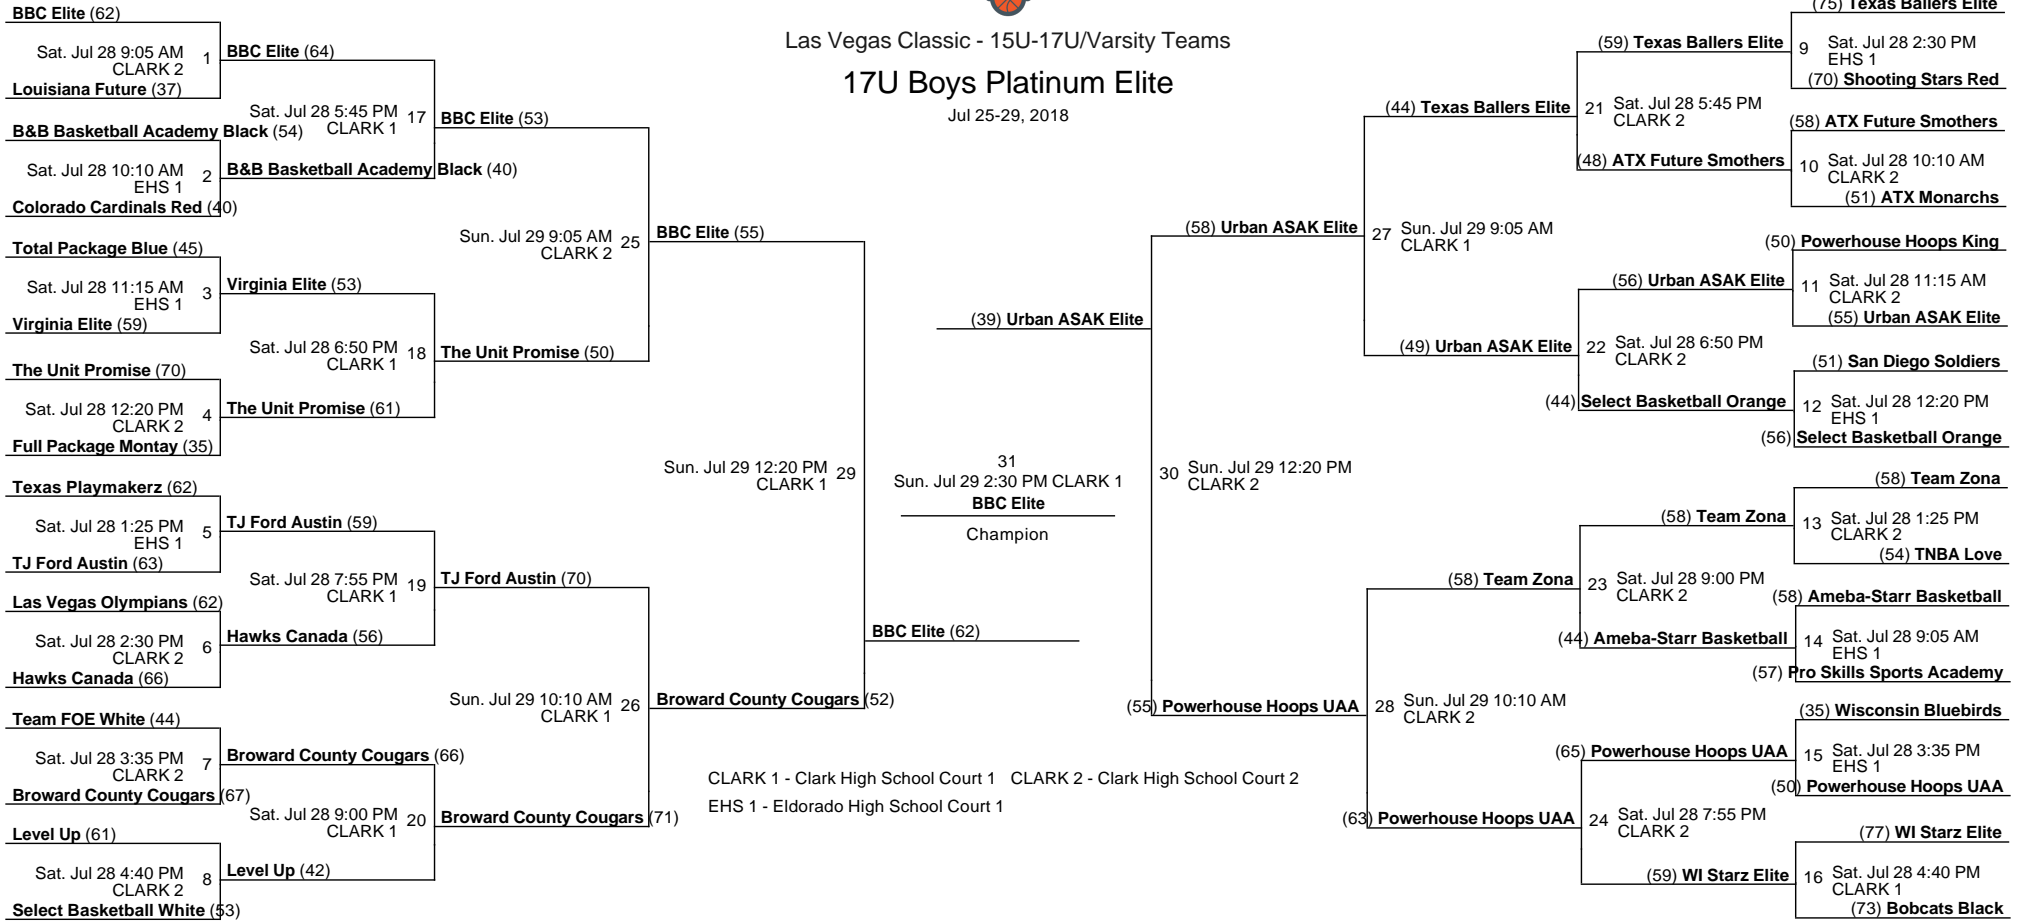 Las Vegas Classic - 15U-17U/Varsity Teams
17U Boys Platinum Elite
Jul 25-29, 2018
BBC Elite (62)
Sat. Jul 28 9:05 AM 1
CLARK 2
Louisiana Future (37)
B&B Basketball Academy Black (54)
Sat. Jul 28 10:10 AM 2
EHS 1
Colorado Cardinals Red (40)
Total Package Blue (45)
Sat. Jul 28 11:15 AM 3
EHS 1
Virginia Elite (59)
The Unit Promise (70)
Sat. Jul 28 12:20 PM 4
CLARK 2
Full Package Montay (35)
Texas Playmakerz (62)
Sat. Jul 28 1:25 PM 5
EHS 1
TJ Ford Austin (63)
Las Vegas Olympians (62)
Sat. Jul 28 2:30 PM 6
CLARK 2
Hawks Canada (66)
Team FOE White (44)
Sat. Jul 28 3:35 PM 7
CLARK 2
Broward County Cougars (67)
Level Up (61)
Sat. Jul 28 4:40 PM 8
CLARK 2
Select Basketball White (53)
BBC Elite (64)
Sat. Jul 28 5:45 PM 17
CLARK 1
B&B Basketball Academy Black (40)
Virginia Elite (53)
Sat. Jul 28 6:50 PM 18
CLARK 1
The Unit Promise (61)
TJ Ford Austin (59)
Sat. Jul 28 7:55 PM 19
CLARK 1
Hawks Canada (56)
Broward County Cougars (66)
Sat. Jul 28 9:00 PM 20
CLARK 1
Level Up (42)
BBC Elite (53)
Sun. Jul 29 9:05 AM 25
CLARK 2
The Unit Promise (50)
TJ Ford Austin (70)
Sun. Jul 29 10:10 AM 26
CLARK 1
Broward County Cougars (71)
BBC Elite (55)
Sun. Jul 29 12:20 PM 29
CLARK 1
Broward County Cougars (52)
(39) Urban ASAK Elite
31
Sun. Jul 29 2:30 PM CLARK 1
BBC Elite
Champion
BBC Elite (62)
(58) Urban ASAK Elite
30 Sun. Jul 29 12:20 PM
CLARK 2
(55) Powerhouse Hoops UAA
(44) Texas Ballers Elite
27 Sun. Jul 29 9:05 AM
CLARK 1
(49) Urban ASAK Elite
(58) Team Zona
28 Sun. Jul 29 10:10 AM
CLARK 2
(63) Powerhouse Hoops UAA
(59) Texas Ballers Elite
21 Sat. Jul 28 5:45 PM
CLARK 2
(48) ATX Future Smothers
(56) Urban ASAK Elite
22 Sat. Jul 28 6:50 PM
CLARK 2
(44) Select Basketball Orange
(58) Team Zona
23 Sat. Jul 28 9:00 PM
CLARK 2
(44) Ameba-Starr Basketball
(65) Powerhouse Hoops UAA
24 Sat. Jul 28 7:55 PM
CLARK 2
(59) WI Starz Elite
(75) Texas Ballers Elite
9 Sat. Jul 28 2:30 PM
EHS 1
(70) Shooting Stars Red
(58) ATX Future Smothers
10 Sat. Jul 28 10:10 AM
CLARK 2
(51) ATX Monarchs
(50) Powerhouse Hoops King
11 Sat. Jul 28 11:15 AM
CLARK 2
(55) Urban ASAK Elite
(51) San Diego Soldiers
12 Sat. Jul 28 12:20 PM
EHS 1
(56) Select Basketball Orange
(58) Team Zona
13 Sat. Jul 28 1:25 PM
CLARK 2
(54) TNBA Love
(58) Ameba-Starr Basketball
14 Sat. Jul 28 9:05 AM
EHS 1
(57) Pro Skills Sports Academy
(35) Wisconsin Bluebirds
15 Sat. Jul 28 3:35 PM
EHS 1
(50) Powerhouse Hoops UAA
(77) WI Starz Elite
16 Sat. Jul 28 4:40 PM
CLARK 1
(73) Bobcats Black
CLARK 1 - Clark High School Court 1 CLARK 2 - Clark High School Court 2
EHS 1 - Eldorado High School Court 1